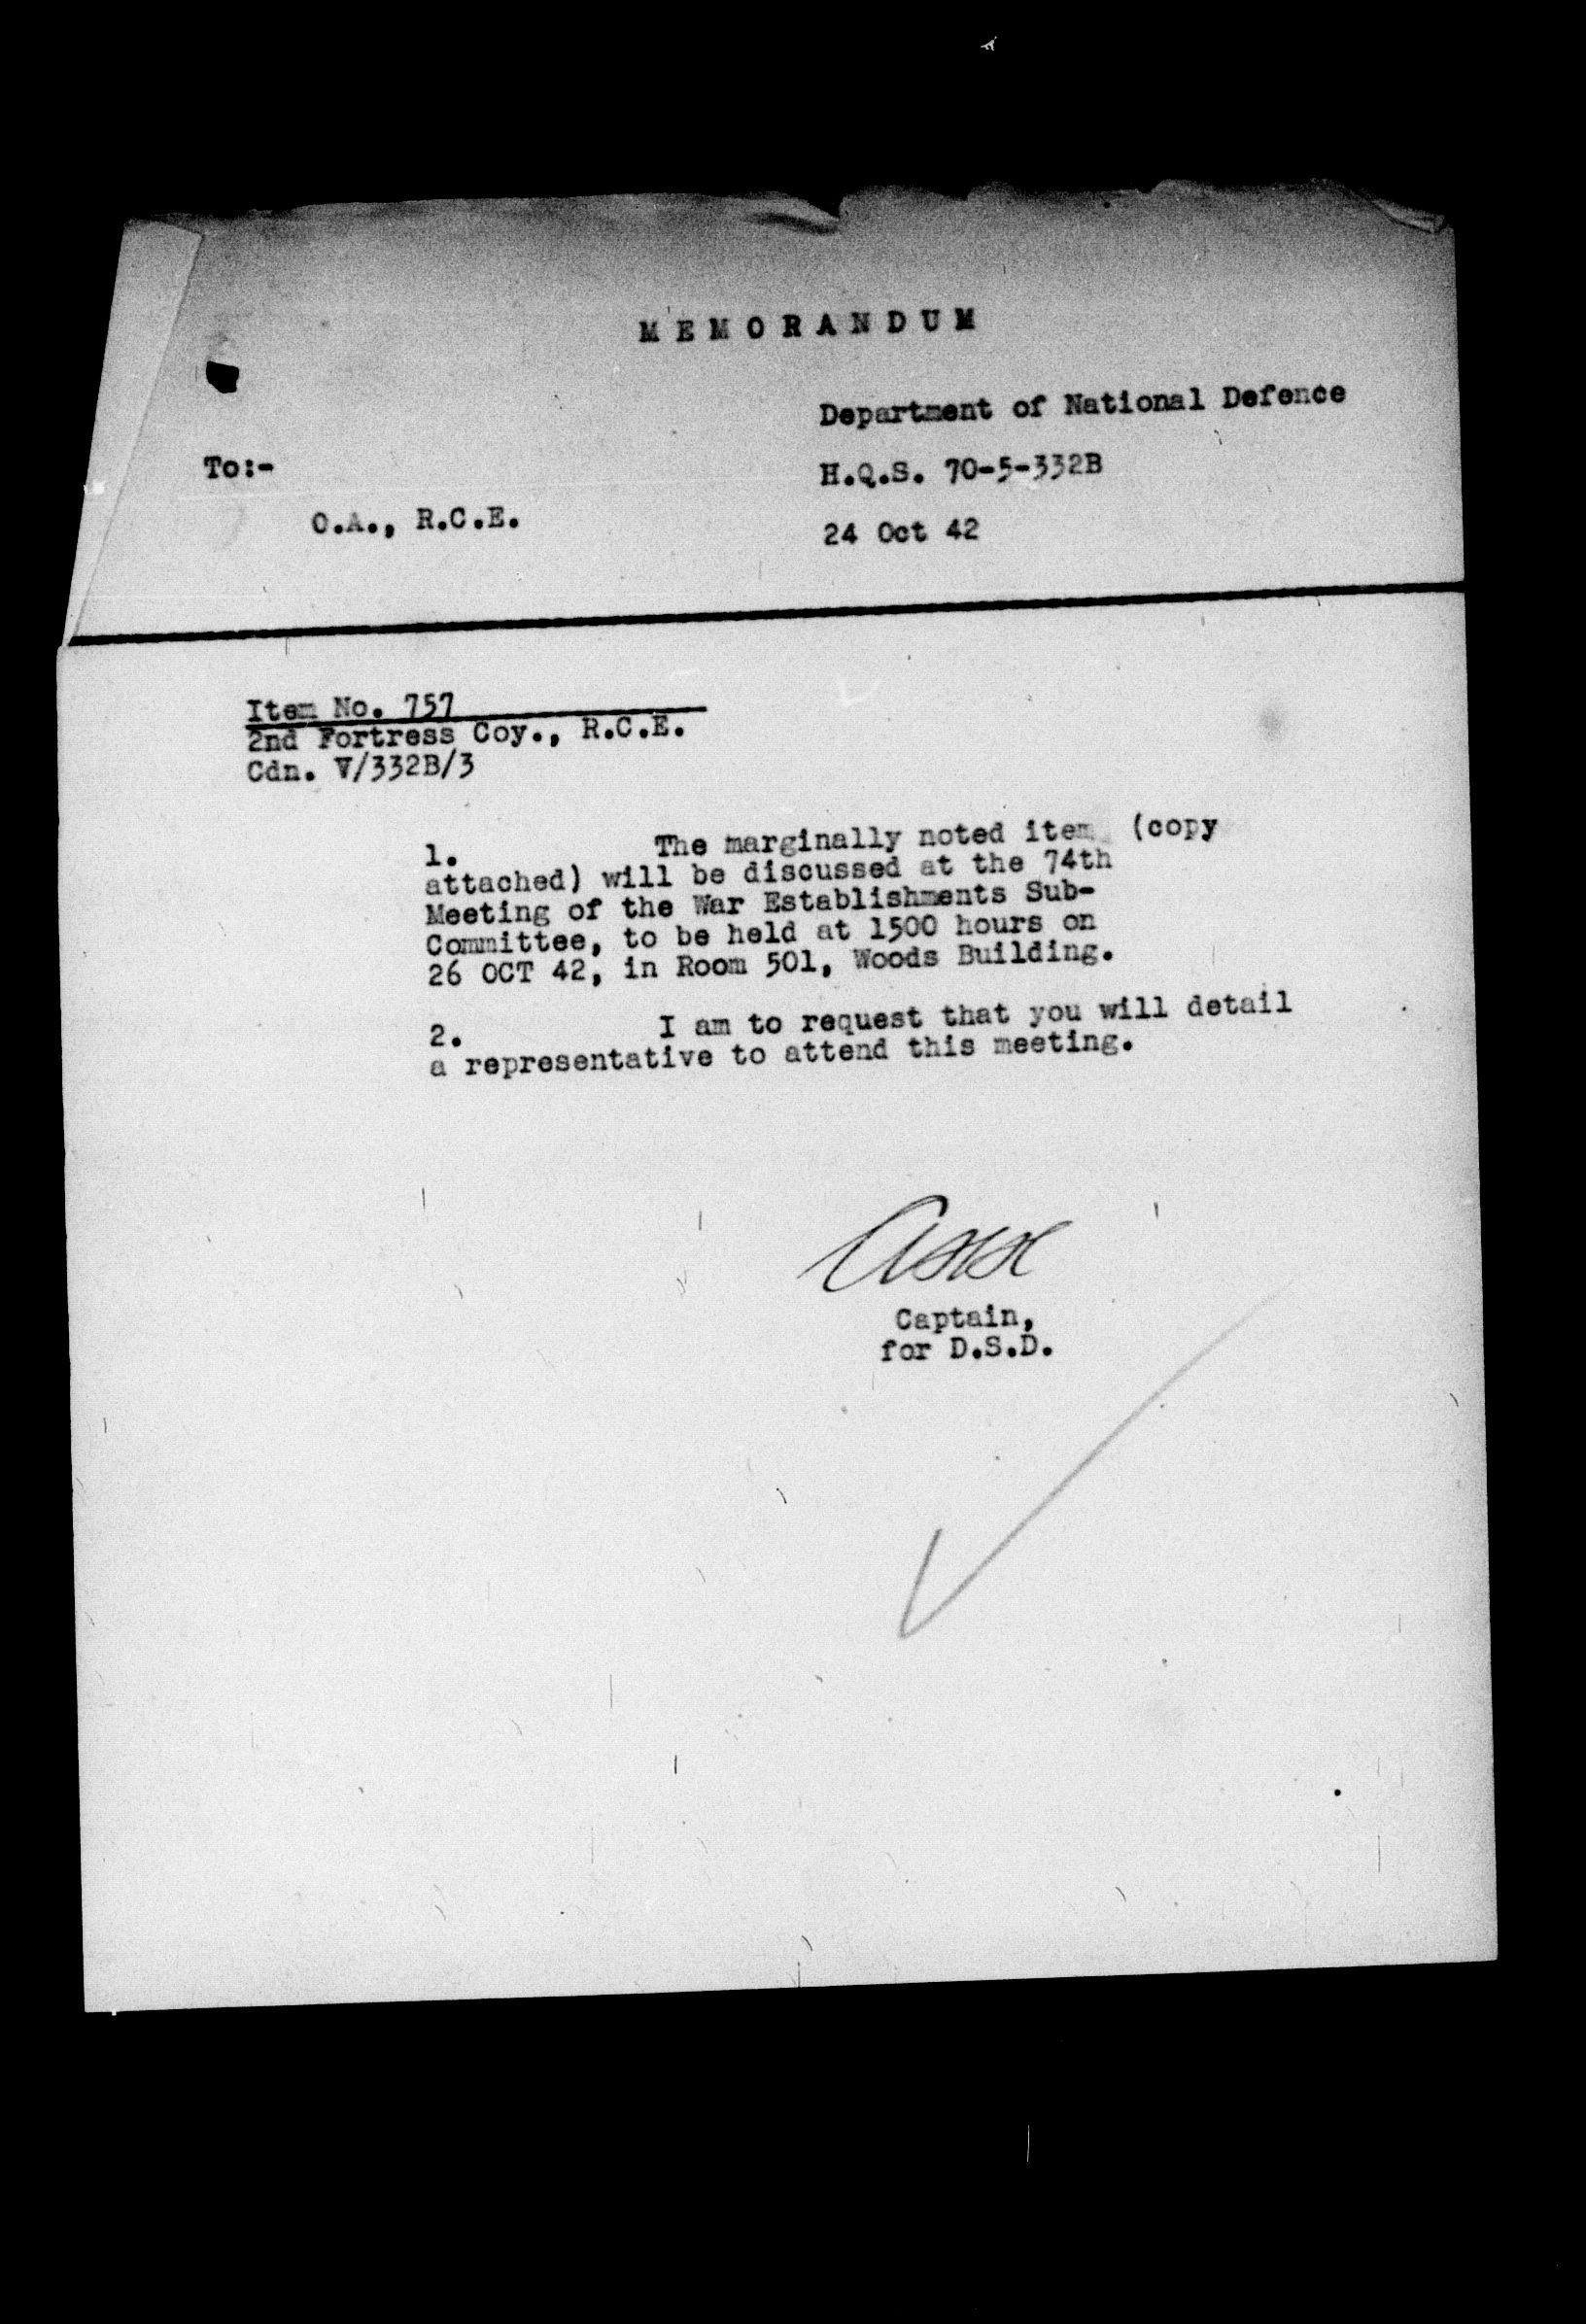 MEMORANDUM
Department of National Defence
To:-
H.Q.S. 70-5-332B
O.A., R.C.E.
24 Oct 42
Item No. 757
2nd Fortress Coy., R.C.E.
Cdn. V/332B/3
1. The marginally noted item (copy
attached) will be discussed at the 74th
Meeting of the War Establishments Sub-
Committee, to be held at 1500 hours on
26 OCT 42, in Room 501, Woods Building.
2. I am to request that you will detail
a representative to attend this meeting.
Captain,
for D.S.D.